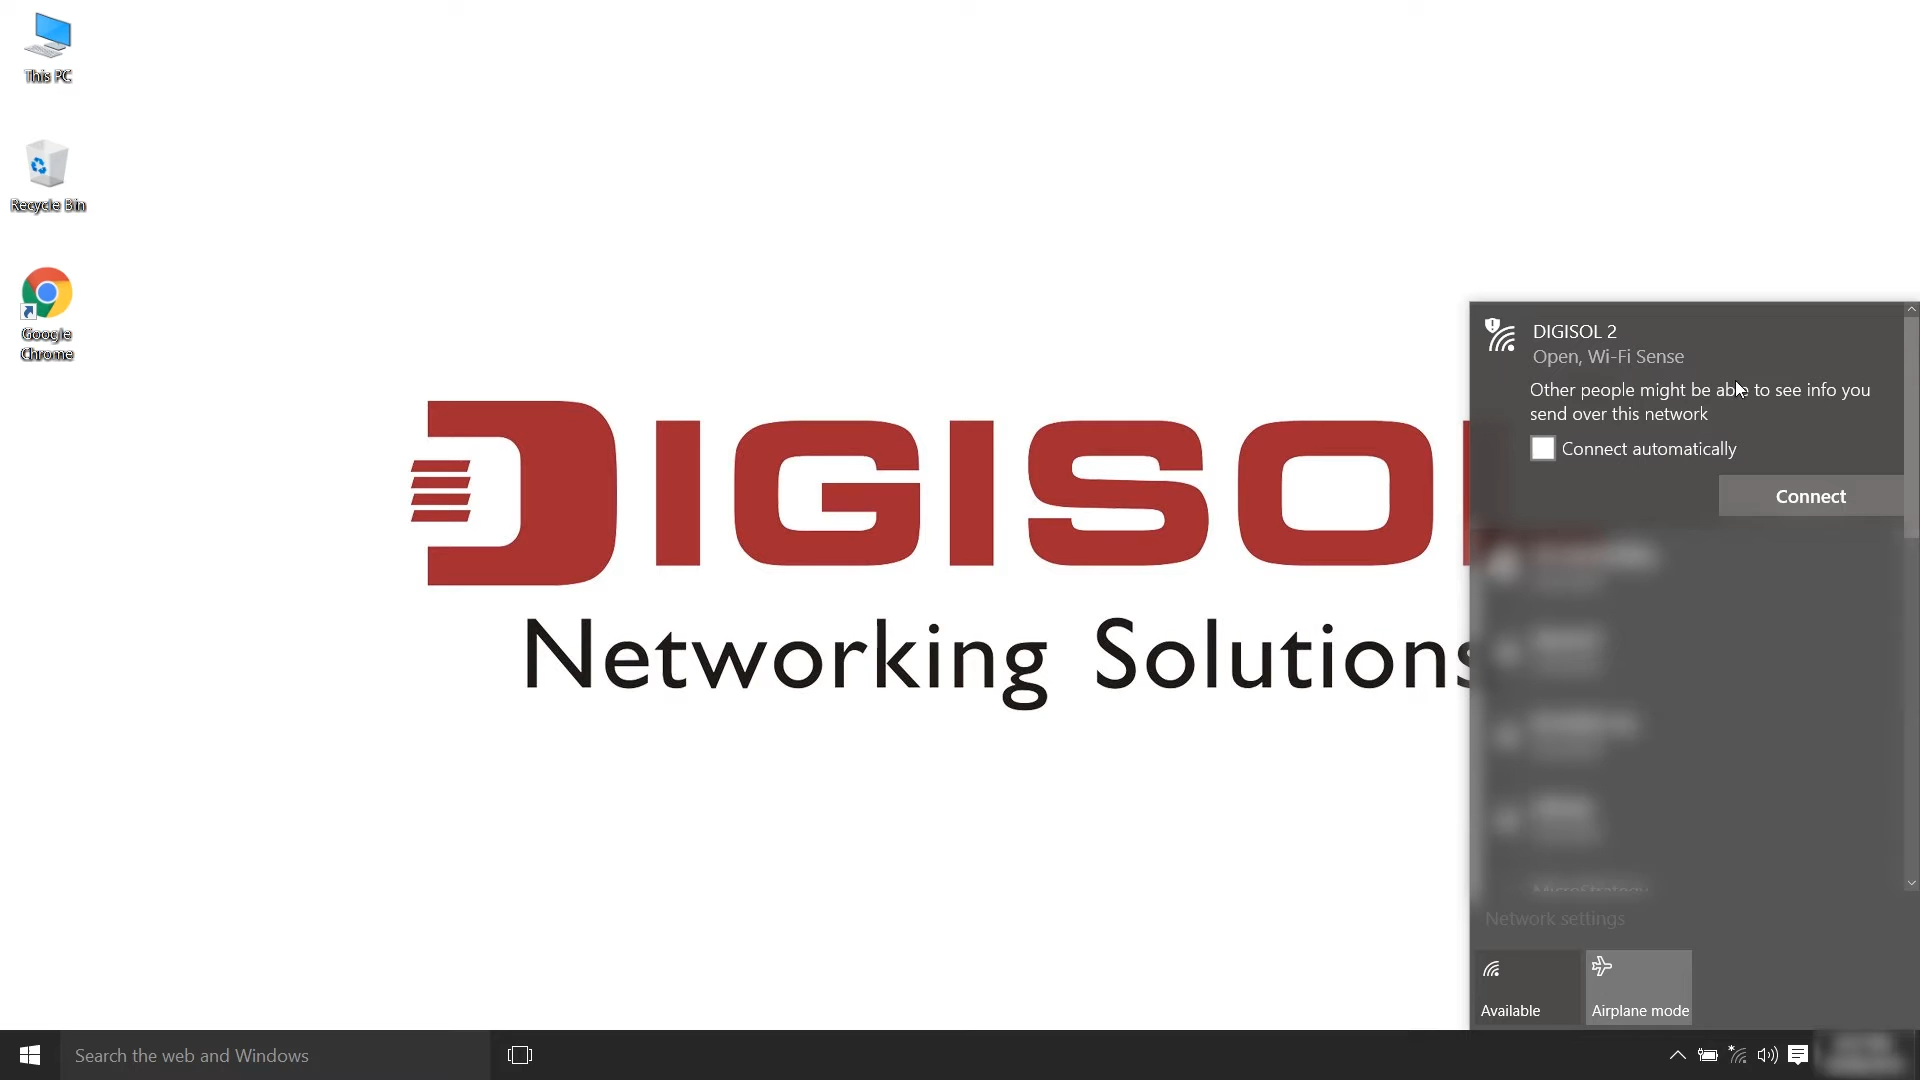 This PC
Recycle Bin
Google
Chrome
DIGISOL
Networking Solutions
DIGISOL 2
Open, Wi-Fi Sense
Other people might be able to see info you
send over this network
Connect automatically
Connect
MicroStrategy
Network settings
Available
Airplane mode
Search the web and Windows